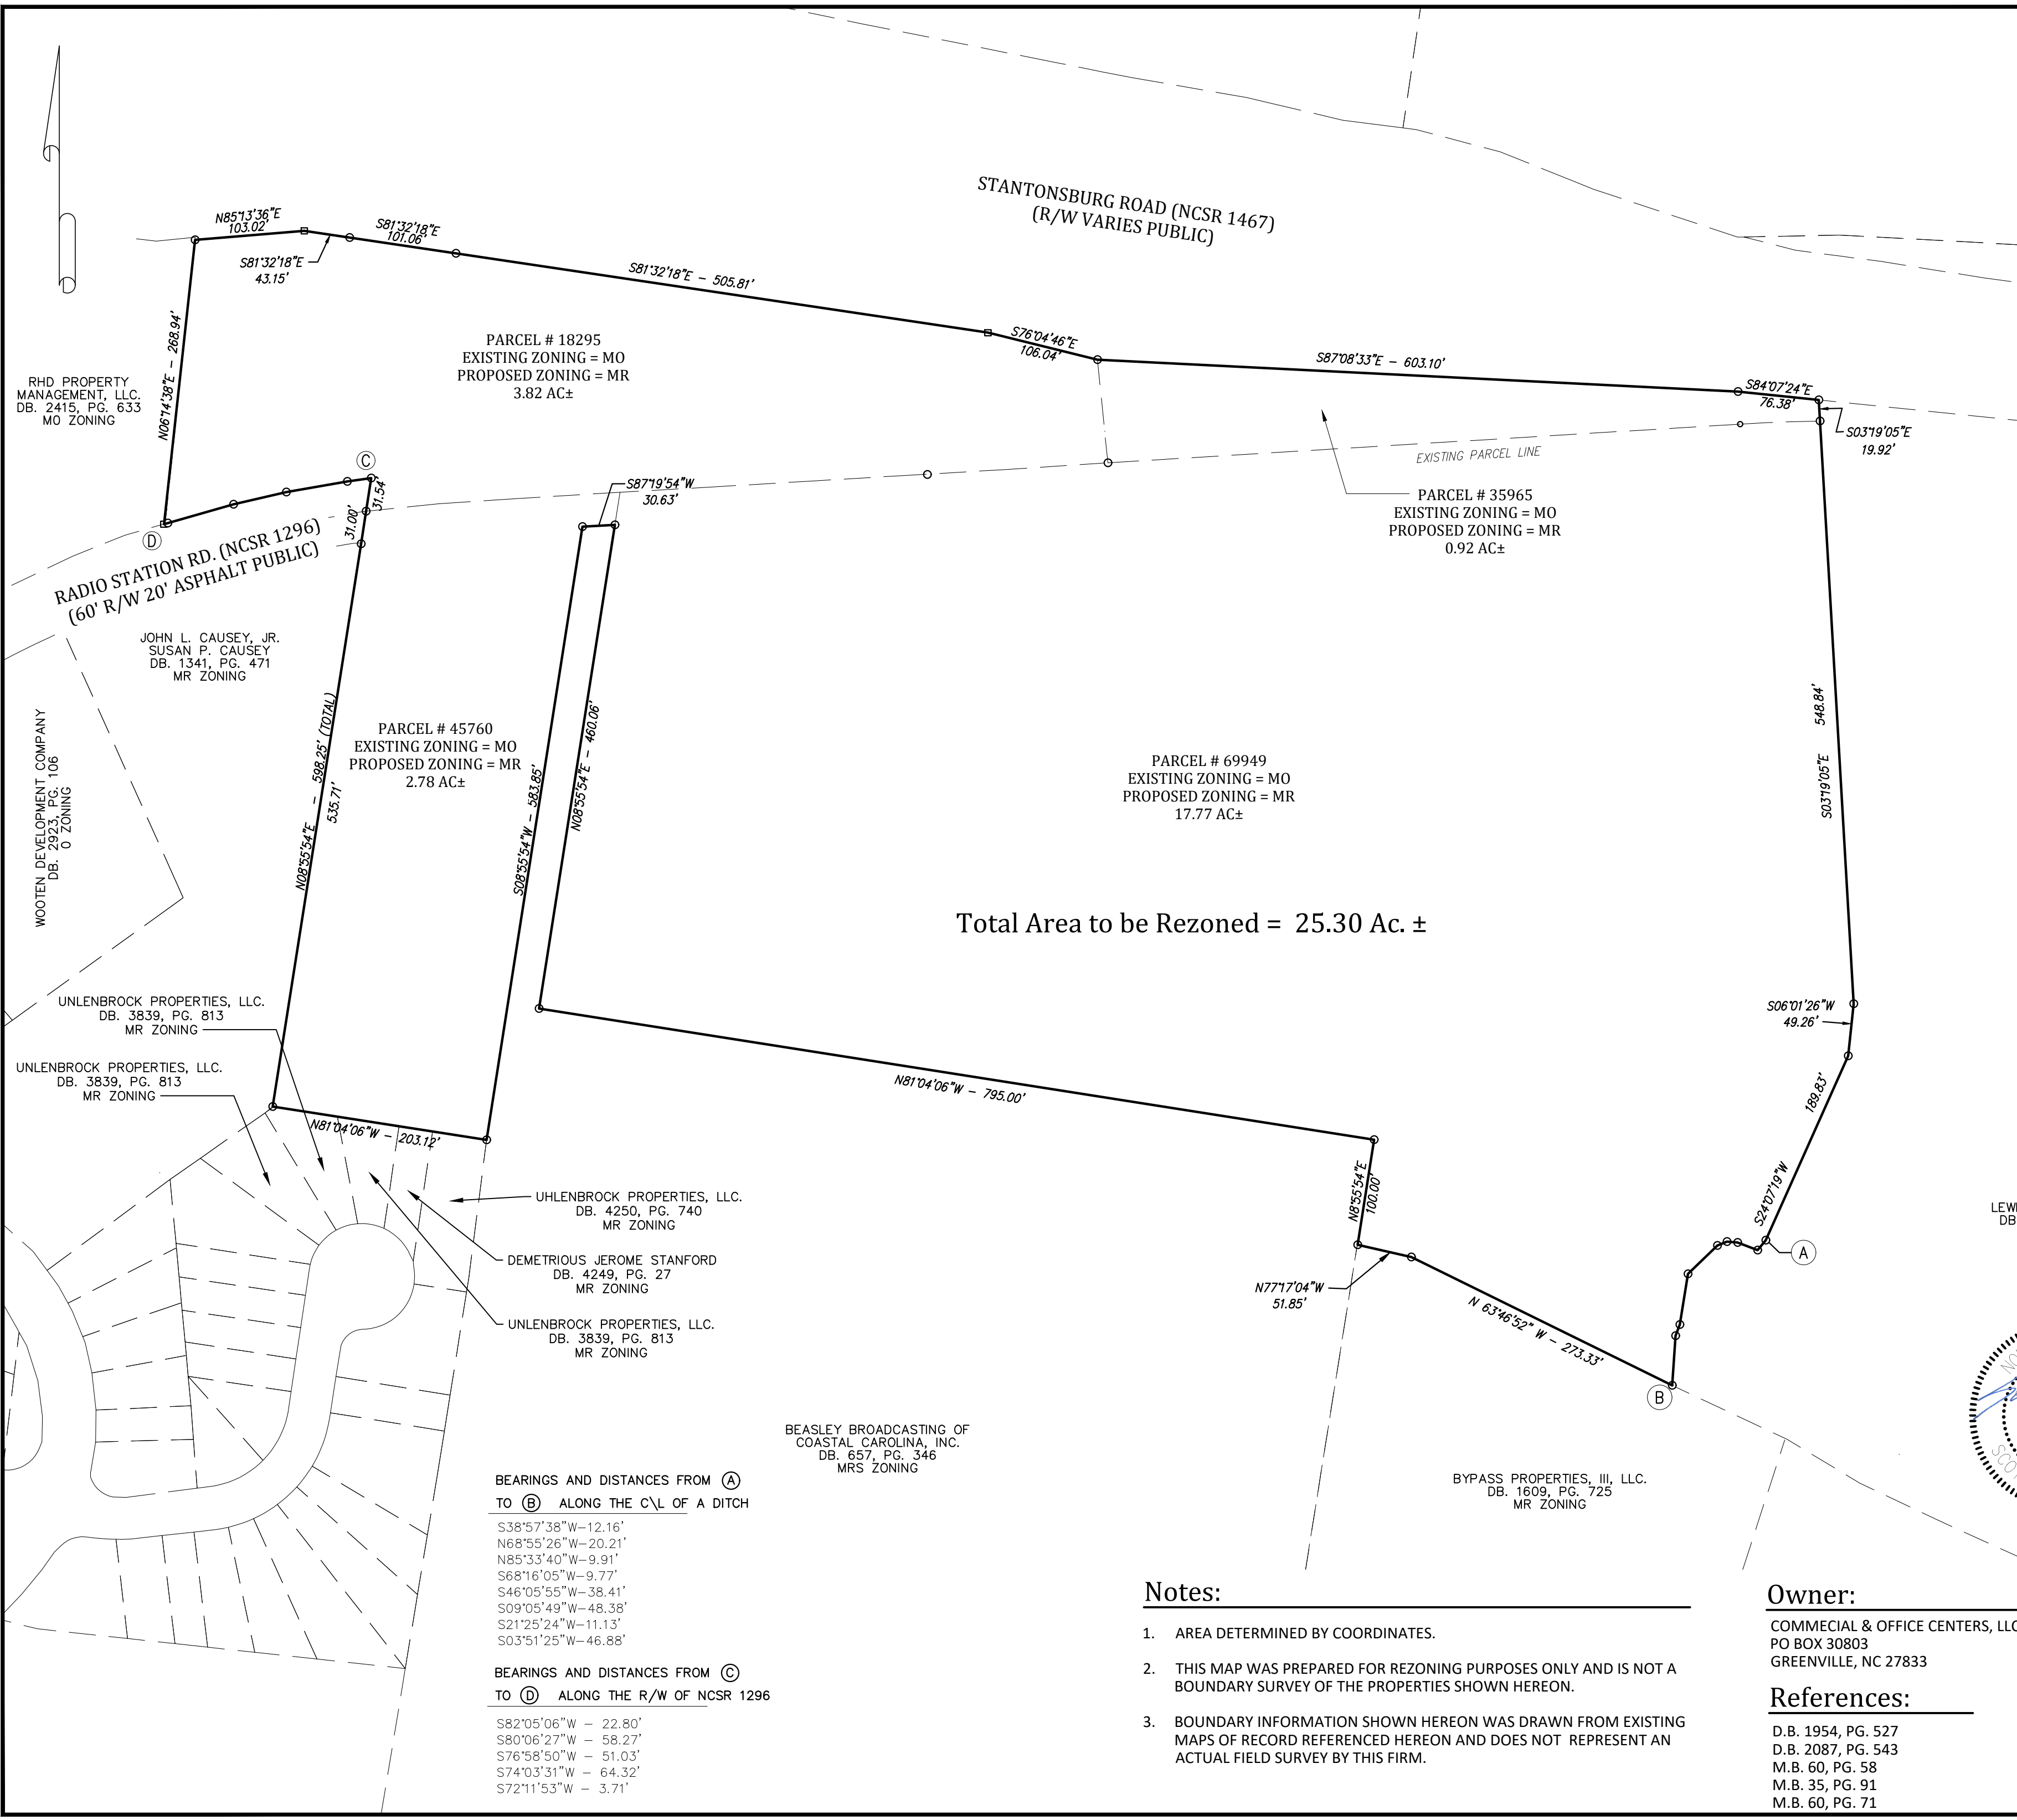 STANTONSBURG ROAD (NCSR 1467)
(R/W VARIES PUBLIC)
N85°13'36"E
103.02'
S81°32'18"E
43.15'
S81°32'18"E
101.06'
S81°32'18"E - 505.81'
S76°04'46"E
106.04'
S87°08'33"E - 603.10'
S84°07'24"E
76.38'
S03°19'05"E
19.92'
N06°14'38"E - 268.94'
RHD PROPERTY
MANAGEMENT, LLC.
DB. 2415, PG. 633
MO ZONING
PARCEL # 18295
EXISTING ZONING = MO
PROPOSED ZONING = MR
3.82 AC±
EXISTING PARCEL LINE
PARCEL # 35965
EXISTING ZONING = MO
PROPOSED ZONING = MR
0.92 AC±
C
31.54'
31.00'
D
S87°19'54"W
30.63'
RADIO STATION RD. (NCSR 1296)
(60' R/W 20' ASPHALT PUBLIC)
JOHN L. CAUSEY, JR.
SUSAN P. CAUSEY
DB. 1341, PG. 471
MR ZONING
WOOTEN DEVELOPMENT COMPANY
DB. 2923, PG. 106
O ZONING
N08°55'54"E - 598.25' (TOTAL)
535.71'
PARCEL # 45760
EXISTING ZONING = MO
PROPOSED ZONING = MR
2.78 AC±
S08°55'54"W - 583.85'
N08°55'54"E - 460.06'
PARCEL # 69949
EXISTING ZONING = MO
PROPOSED ZONING = MR
17.77 AC±
S03°19'05"E 548.84'
Total Area to be Rezoned = 25.30 Ac. ±
S06°01'26"W
49.26'
189.83'
S24°07'19"W
A
UNLENBROCK PROPERTIES, LLC.
DB. 3839, PG. 813
MR ZONING
UNLENBROCK PROPERTIES, LLC.
DB. 3839, PG. 813
MR ZONING
N81°04'06"W - 203.12'
N81°04'06"W - 795.00'
N8°55'54"E
100.00'
N77°17'04"W
51.85'
N 63°46'52" W - 273.33'
B
UHLENBROCK PROPERTIES, LLC.
DB. 4250, PG. 740
MR ZONING
DEMETRIOUS JEROME STANFORD
DB. 4249, PG. 27
MR ZONING
UNLENBROCK PROPERTIES, LLC.
DB. 3839, PG. 813
MR ZONING
LEW
DB
BEASLEY BROADCASTING OF
COASTAL CAROLINA, INC.
DB. 657, PG. 346
MRS ZONING
BYPASS PROPERTIES, III, LLC.
DB. 1609, PG. 725
MR ZONING
NO
SCO
BEARINGS AND DISTANCES FROM A
TO B ALONG THE C\L OF A DITCH
S38°57'38"W-12.16'
N68°55'26"W-20.21'
N85°33'40"W-9.91'
S68°16'05"W-9.77'
S46°05'55"W-38.41'
S09°05'49"W-48.38'
S21°25'24"W-11.13'
S03°51'25"W-46.88'
BEARINGS AND DISTANCES FROM C
TO D ALONG THE R/W OF NCSR 1296
S82°05'06"W - 22.80'
S80°06'27"W - 58.27'
S76°58'50"W - 51.03'
S74°03'31"W - 64.32'
S72°11'53"W - 3.71'
Notes:
1. AREA DETERMINED BY COORDINATES.
2. THIS MAP WAS PREPARED FOR REZONING PURPOSES ONLY AND IS NOT A
BOUNDARY SURVEY OF THE PROPERTIES SHOWN HEREON.
3. BOUNDARY INFORMATION SHOWN HEREON WAS DRAWN FROM EXISTING
MAPS OF RECORD REFERENCED HEREON AND DOES NOT REPRESENT AN
ACTUAL FIELD SURVEY BY THIS FIRM.
Owner:
COMMECIAL & OFFICE CENTERS, LLC
PO BOX 30803
GREENVILLE, NC 27833
References:
D.B. 1954, PG. 527
D.B. 2087, PG. 543
M.B. 60, PG. 58
M.B. 35, PG. 91
M.B. 60, PG. 71